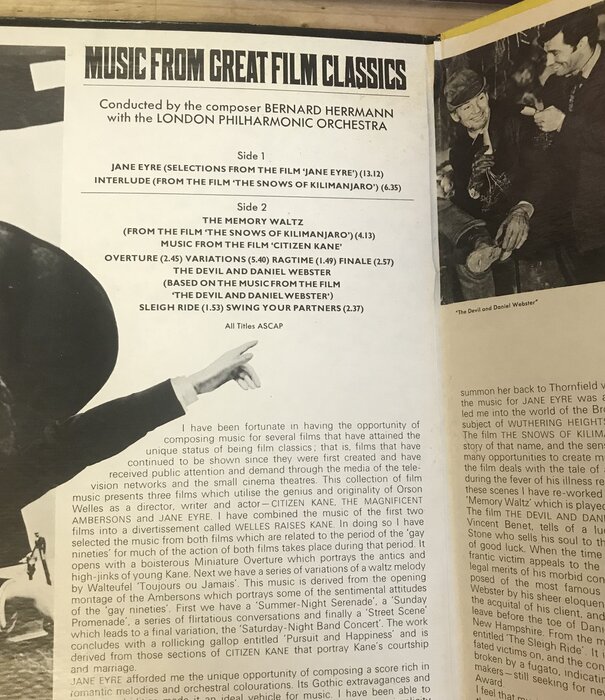 MUSIC FROM GREAT FILM CLASSICS
Conducted by the composer BERNARD HERRMANN
with the LONDON PHILHARMONIC ORCHESTRA
Side 1
JANE EYRE (SELECTIONS FROM THE FILM 'JANE EYRE') (13.12)
INTERLUDE (FROM THE FILM 'THE SNOWS OF KILIMANJARO') (6.35)
Side 2
THE MEMORY WALTZ
(FROM THE FILM 'THE SNOWS OF KILIMANJARO') (4.13)
MUSIC FROM THE FILM 'CITIZEN KANE'
OVERTURE (2.45) VARIATIONS (5.40) RAGTIME (1.49) FINALE (2.57)
THE DEVIL AND DANIEL WEBSTER
(BASED ON THE MUSIC FROM THE FILM
'THE DEVIL AND DANIEL WEBSTER')
SLEIGH RIDE (1.53) SWING YOUR PARTNERS (2.37)
All Titles ASCAP
I have been fortunate in having the opportunity of
composing music for several films that have attained the
unique status of being film classics; that is, films that have
continued to be shown since they were first created and have
received public attention and demand through the media of the tele-
vision networks and the small cinema theatres. This collection of film
music presents three films which utilise the genius and originality of Orson
Welles as a director, writer and actor—CITIZEN KANE, THE MAGNIFICENT
AMBERSONS and JANE EYRE. I have combined the music of the first two
films into a divertissement called WELLES RAISES KANE. In doing so I have
selected the music from both films which are related to the period of the 'gay
nineties' for much of the action of both films takes place during that period. It
opens with a boisterous Miniature Overture which portrays the antics and
high-jinks of young Kane. Next we have a series of variations of a waltz melody
by Walteufel 'Toujours ou Jamais'. This music is derived from the opening
montage of the Ambersons which portrays some of the sentimental attitudes
of the 'gay nineties'. First we have a 'Summer-Night Serenade', a 'Sunday
Promenade', a series of flirtatious conversations and finally a 'Street Scene'
which leads to a final variation, the 'Saturday-Night Band Concert'. The work
concludes with a rollicking gallop entitled 'Pursuit and Happiness' and is
derived from those sections of CITIZEN KANE that portray Kane's courtship
and marriage.
JANE EYRE afforded me the unique opportunity of composing a score rich in
romantic melodies and orchestral colourations. Its Gothic extravagances and
an ideal vehicle for music. I have been able to
"The Devil and Daniel Webster"
summon her back to Thornfield
the music for JANE EYRE was
led me into the world of the
subject of WUTHERING HEIGHTS
The film THE SNOWS OF
story of that name, and the
many opportunities to create
the film deals with the tale of
during the fever of his illness
these scenes I have re-worked
'Memory Waltz' which is played
The film THE DEVIL AND
Vincent Benet, tells of a
Stone who sells his soul to
of good luck. When the time
frantic victim appeals to the
legal merits of his morbid
posed of the most famous
Webster by his sheer
the acquital of his client, and
leave before the toe of
New Hampshire. From the
entitled 'The Sleigh Ride'. It
fated victims on, and the
broken by a fugato, indicating
makers—still seeking for
Award
I feel that